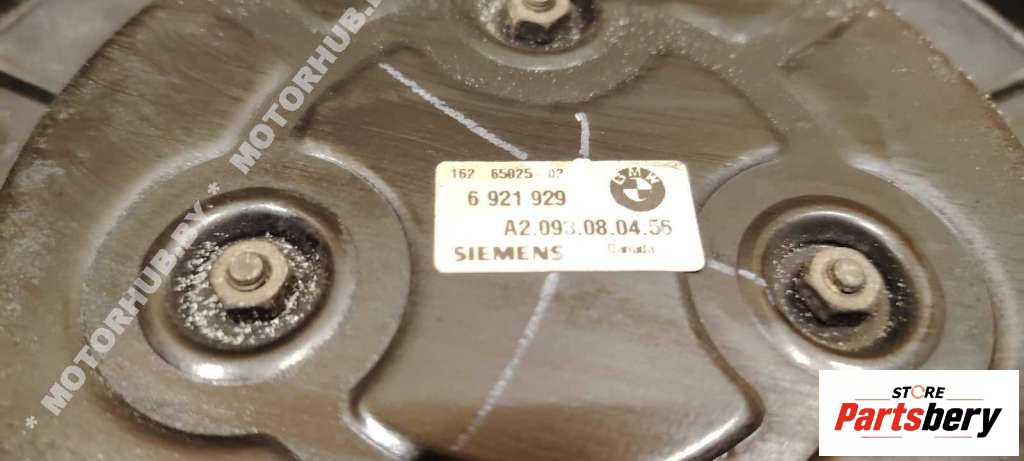 162 65025 02
BMW
6 921 929
A2.093.08.04.56
SIEMENS Canada
* MOTORHUB.BY * MOTORHUB.BY
STORE
Partsbery